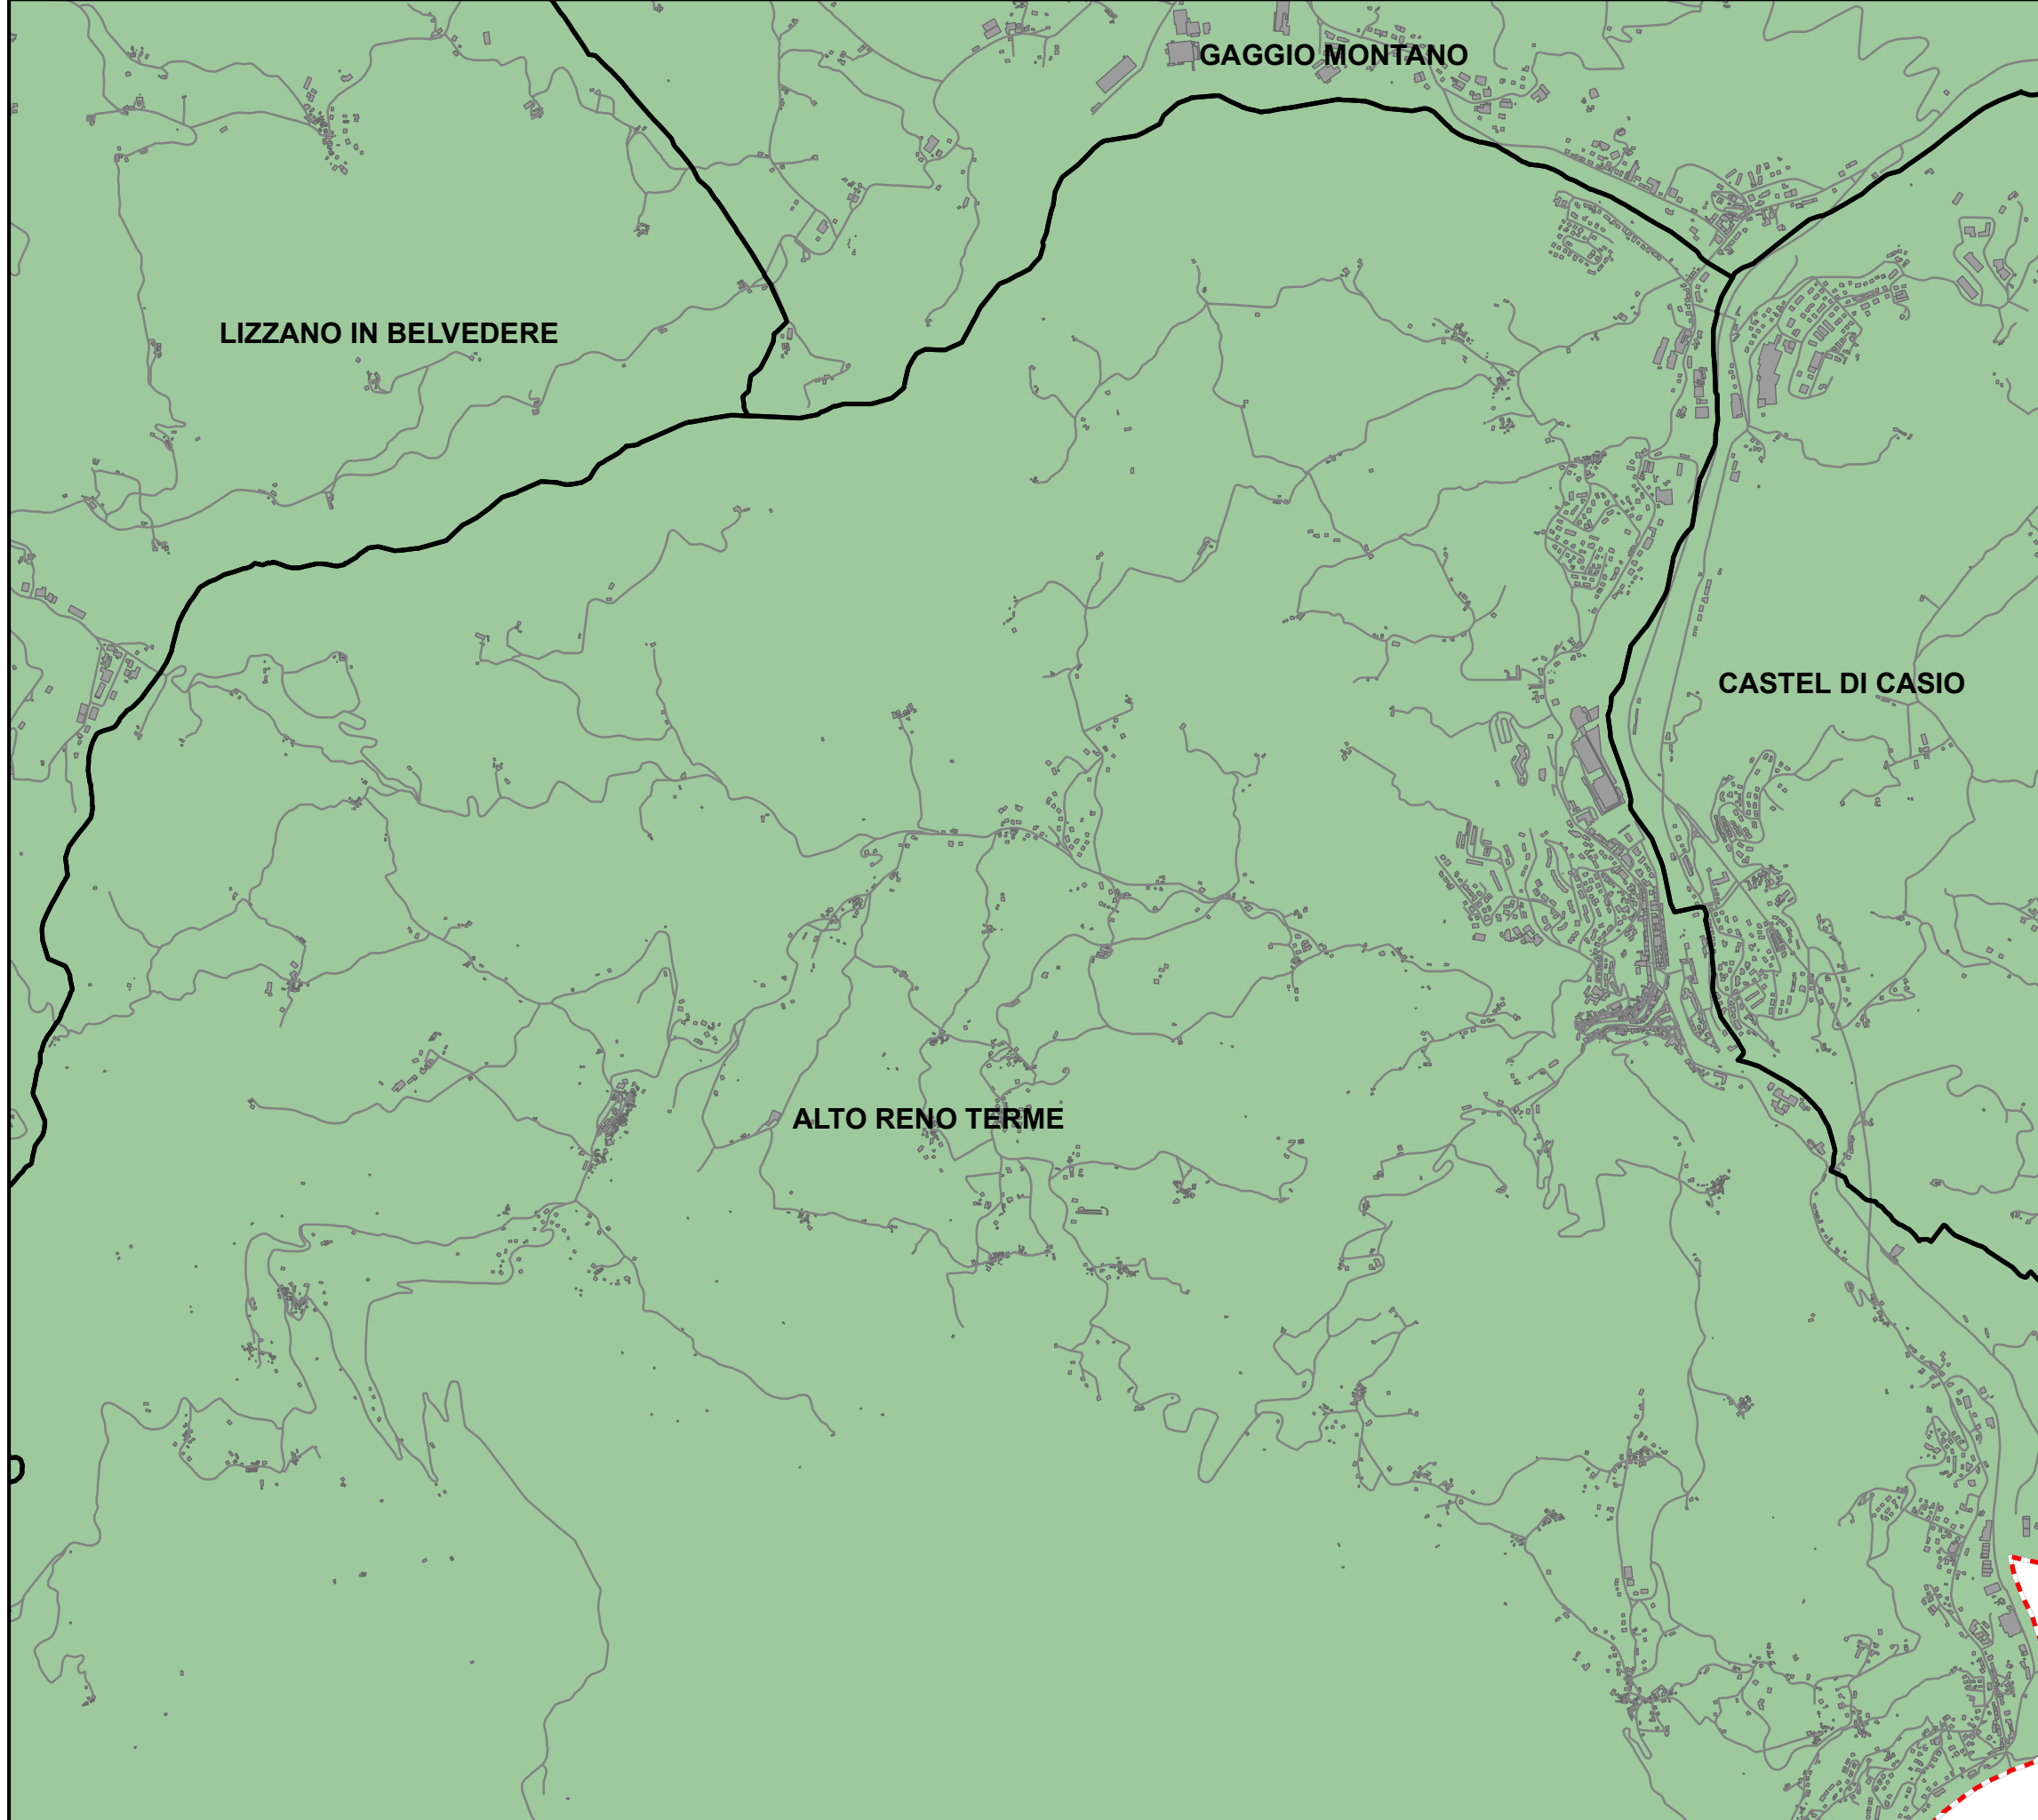 GAGGIO MONTANO
LIZZANO IN BELVEDERE
CASTEL DI CASIO
ALTO RENO TERME